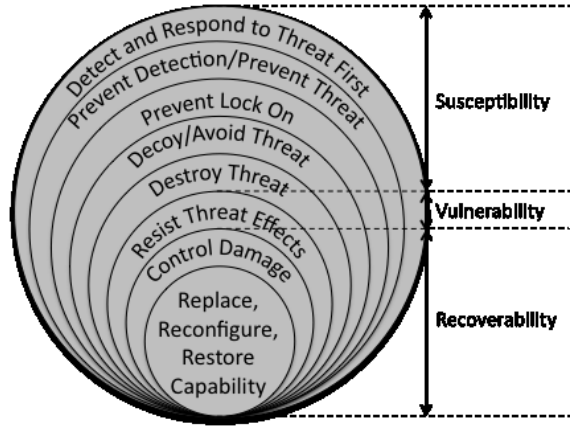 Detect and Respond to Threat First
Prevent Detection/Prevent Threat
Prevent Lock On
Decoy/Avoid Threat
Destroy Threat
Resist Threat Effects
Control Damage
Replace,
Reconfigure,
Restore
Capability
Susceptibility
Vulnerability
Recoverability